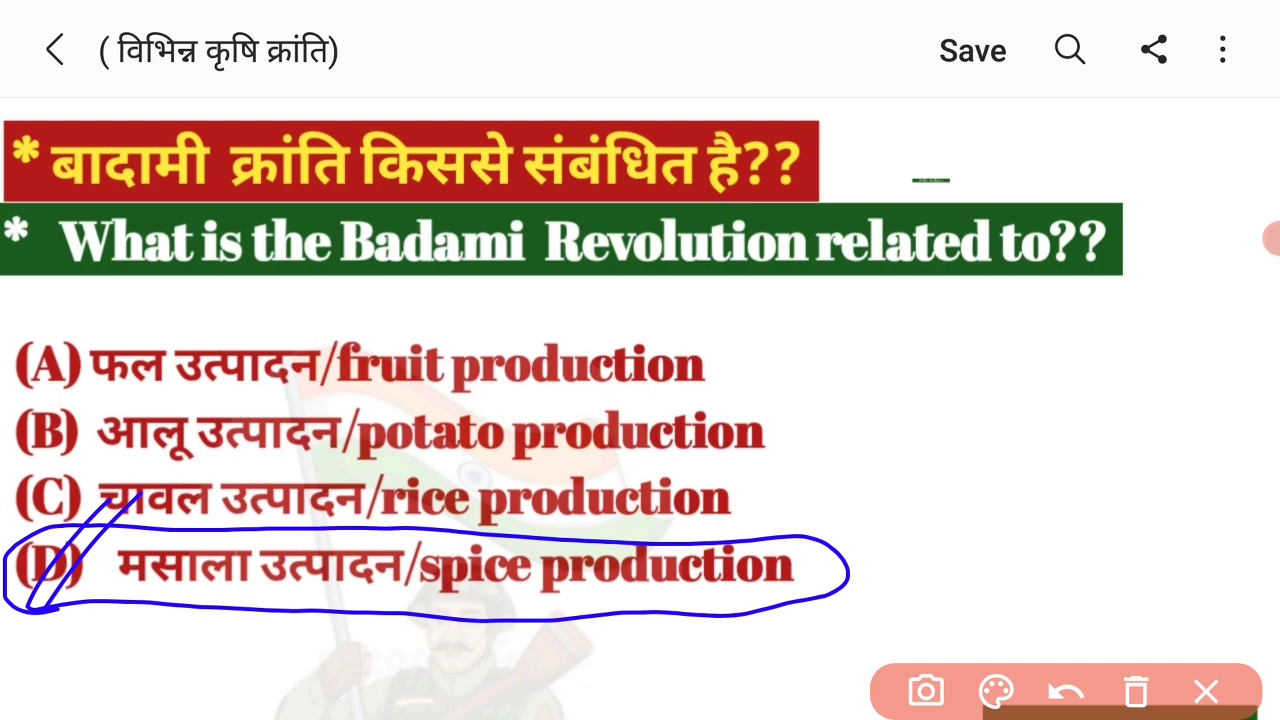 ( विभिन्न कृषि क्रांति) Save
* बादामी क्रांति किससे संबंधित है??
* What is the Badami Revolution related to??
(A) फल उत्पादन/fruit production
(B) आलू उत्पादन/potato production
(C) चावल उत्पादन/rice production
(D) मसाला उत्पादन/spice production